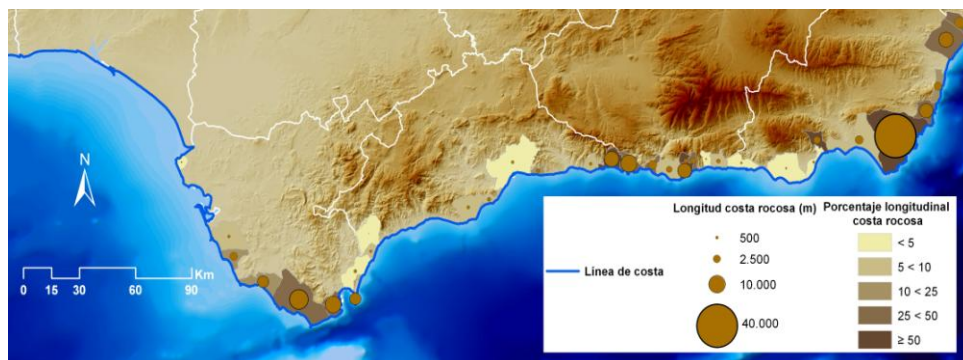 N
Km
0 15 30 60 90
Línea de costa
Longitud costa rocosa (m)
500
2.500
10.000
40.000
Porcentaje longitudinal
costa rocosa
< 5
5 < 10
10 < 25
25 < 50
≥ 50